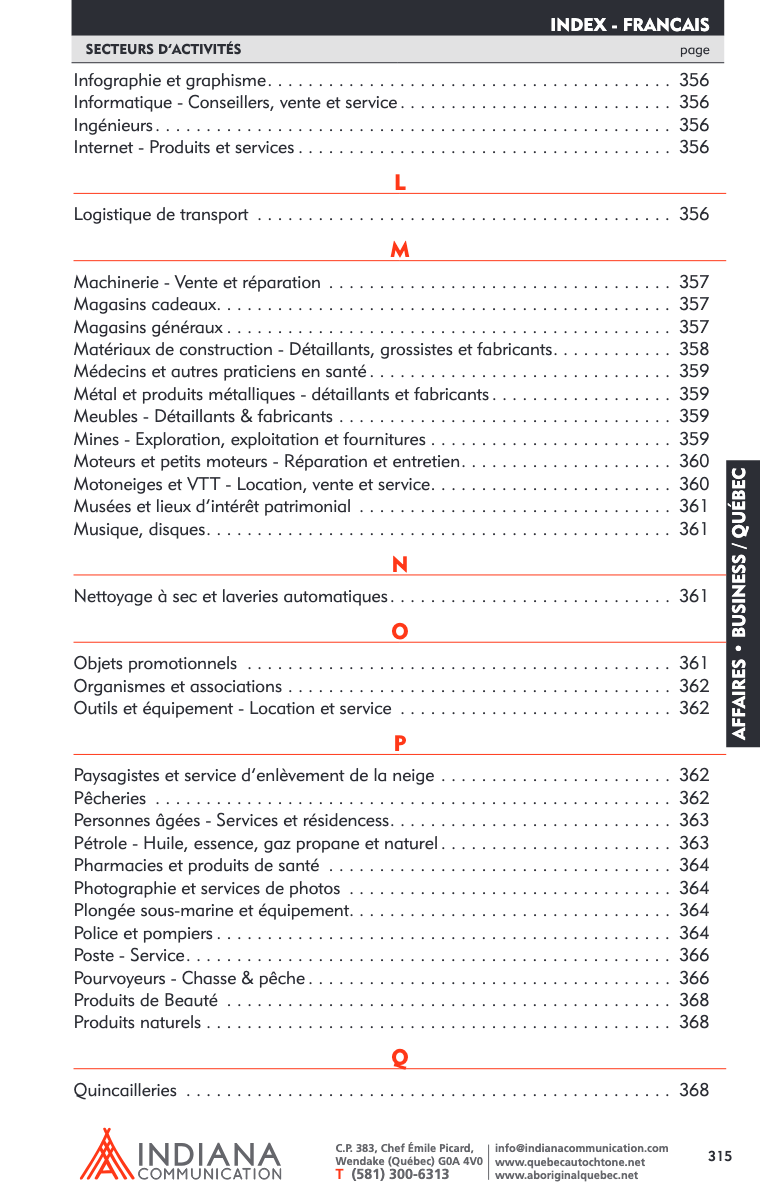 INDEX - FRANCAIS
SECTEURS D'ACTIVITÉS page
Infographie et graphisme. . . . . . . . . . . . . . . . . . . . . . . . . . . . . . . . . . . . . . . . 356
Informatique - Conseillers, vente et service . . . . . . . . . . . . . . . . . . . . . . . . . . . 356
Ingénieurs . . . . . . . . . . . . . . . . . . . . . . . . . . . . . . . . . . . . . . . . . . . . . . . . . . . 356
Internet - Produits et services . . . . . . . . . . . . . . . . . . . . . . . . . . . . . . . . . . . . . 356
L
Logistique de transport . . . . . . . . . . . . . . . . . . . . . . . . . . . . . . . . . . . . . . . . . 356
M
Machinerie - Vente et réparation . . . . . . . . . . . . . . . . . . . . . . . . . . . . . . . . . . 357
Magasins cadeaux. . . . . . . . . . . . . . . . . . . . . . . . . . . . . . . . . . . . . . . . . . . . . 357
Magasins généraux . . . . . . . . . . . . . . . . . . . . . . . . . . . . . . . . . . . . . . . . . . . . 357
Matériaux de construction - Détaillants, grossistes et fabricants. . . . . . . . . . . . 358
Médecins et autres praticiens en santé . . . . . . . . . . . . . . . . . . . . . . . . . . . . . . 359
Métal et produits métalliques - détaillants et fabricants . . . . . . . . . . . . . . . . . . 359
Meubles - Détaillants & fabricants . . . . . . . . . . . . . . . . . . . . . . . . . . . . . . . . . 359
Mines - Exploration, exploitation et fournitures . . . . . . . . . . . . . . . . . . . . . . . . 359
Moteurs et petits moteurs - Réparation et entretien. . . . . . . . . . . . . . . . . . . . . 360
Motoneiges et VTT - Location, vente et service. . . . . . . . . . . . . . . . . . . . . . . . 360
Musées et lieux d'intérêt patrimonial . . . . . . . . . . . . . . . . . . . . . . . . . . . . . . . 361
Musique, disques. . . . . . . . . . . . . . . . . . . . . . . . . . . . . . . . . . . . . . . . . . . . . . 361
N
Nettoyage à sec et laveries automatiques . . . . . . . . . . . . . . . . . . . . . . . . . . . . 361
O
Objets promotionnels . . . . . . . . . . . . . . . . . . . . . . . . . . . . . . . . . . . . . . . . . . 361
Organismes et associations . . . . . . . . . . . . . . . . . . . . . . . . . . . . . . . . . . . . . . 362
Outils et équipement - Location et service . . . . . . . . . . . . . . . . . . . . . . . . . . . 362
P
Paysagistes et service d'enlèvement de la neige . . . . . . . . . . . . . . . . . . . . . . . 362
Pêcheries . . . . . . . . . . . . . . . . . . . . . . . . . . . . . . . . . . . . . . . . . . . . . . . . . . . 362
Personnes âgées - Services et résidencess. . . . . . . . . . . . . . . . . . . . . . . . . . . . 363
Pétrole - Huile, essence, gaz propane et naturel . . . . . . . . . . . . . . . . . . . . . . . 363
Pharmacies et produits de santé . . . . . . . . . . . . . . . . . . . . . . . . . . . . . . . . . . 364
Photographie et services de photos . . . . . . . . . . . . . . . . . . . . . . . . . . . . . . . . 364
Plongée sous-marine et équipement. . . . . . . . . . . . . . . . . . . . . . . . . . . . . . . . 364
Police et pompiers . . . . . . . . . . . . . . . . . . . . . . . . . . . . . . . . . . . . . . . . . . . . . 364
Poste - Service. . . . . . . . . . . . . . . . . . . . . . . . . . . . . . . . . . . . . . . . . . . . . . . . 366
Pourvoyeurs - Chasse & pêche . . . . . . . . . . . . . . . . . . . . . . . . . . . . . . . . . . . . 366
Produits de Beauté . . . . . . . . . . . . . . . . . . . . . . . . . . . . . . . . . . . . . . . . . . . . 368
Produits naturels . . . . . . . . . . . . . . . . . . . . . . . . . . . . . . . . . . . . . . . . . . . . . . 368
Q
Quincailleries . . . . . . . . . . . . . . . . . . . . . . . . . . . . . . . . . . . . . . . . . . . . . . . . 368
AFFAIRES • BUSINESS / QUÉBEC
INDIANA
COMMUNICATION
C.P. 383, Chef Émile Picard,
Wendake (Québec) G0A 4V0
T (581) 300-6313
info@indianacommunication.com
www.quebecautochtone.net
www.aboriginalquebec.net
315